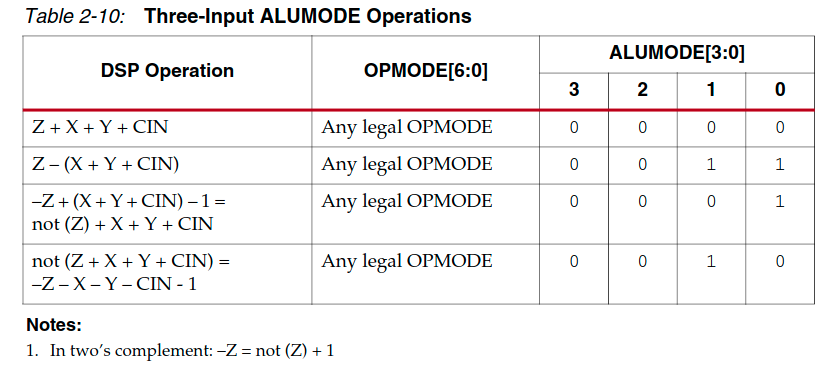 Table 2-10: Three-Input ALUMODE Operations
DSP Operation OPMODE[6:0] ALUMODE[3:0]
3 2 1 0
Z + X + Y + CIN Any legal OPMODE 0 0 0 0
Z – (X + Y + CIN) Any legal OPMODE 0 0 1 1
–Z + (X + Y + CIN) – 1 = Any legal OPMODE 0 0 0 1
not (Z) + X + Y + CIN
not (Z + X + Y + CIN) = Any legal OPMODE 0 0 1 0
–Z – X – Y – CIN - 1
Notes:
1. In two’s complement: –Z = not (Z) + 1